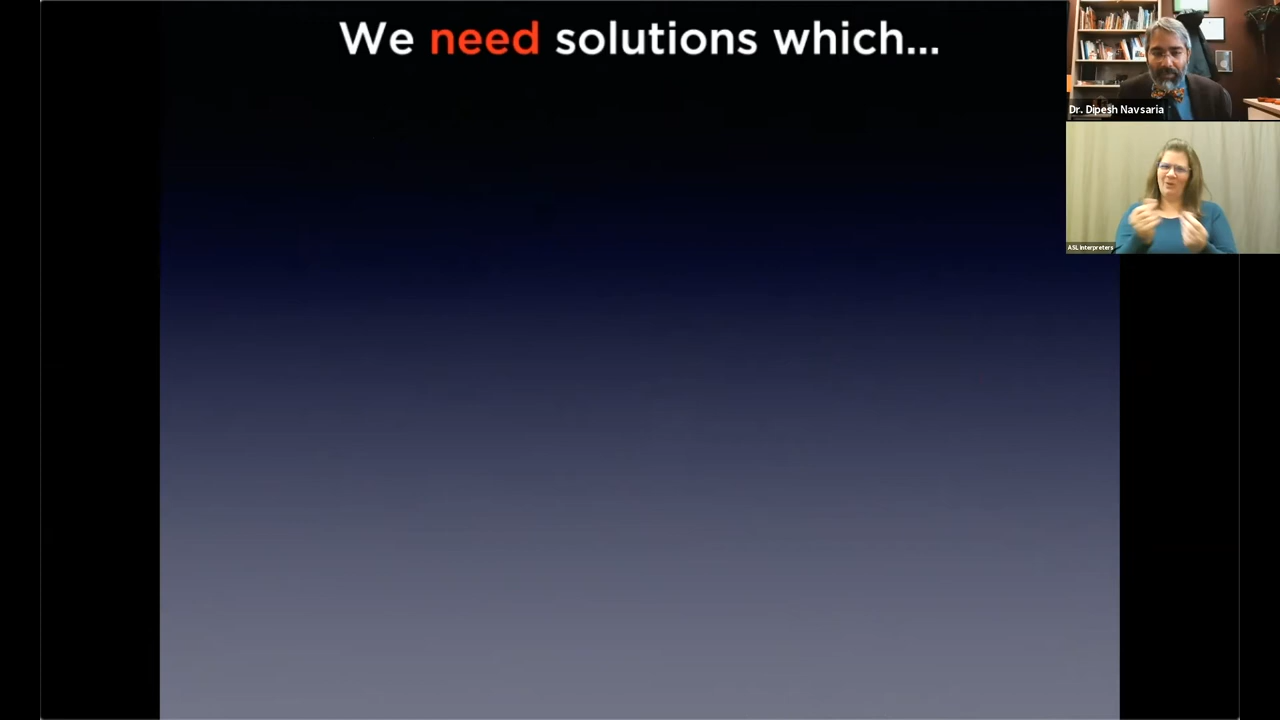 We need solutions which...
Dr. Dipesh Navsaria
ASL Interpreters